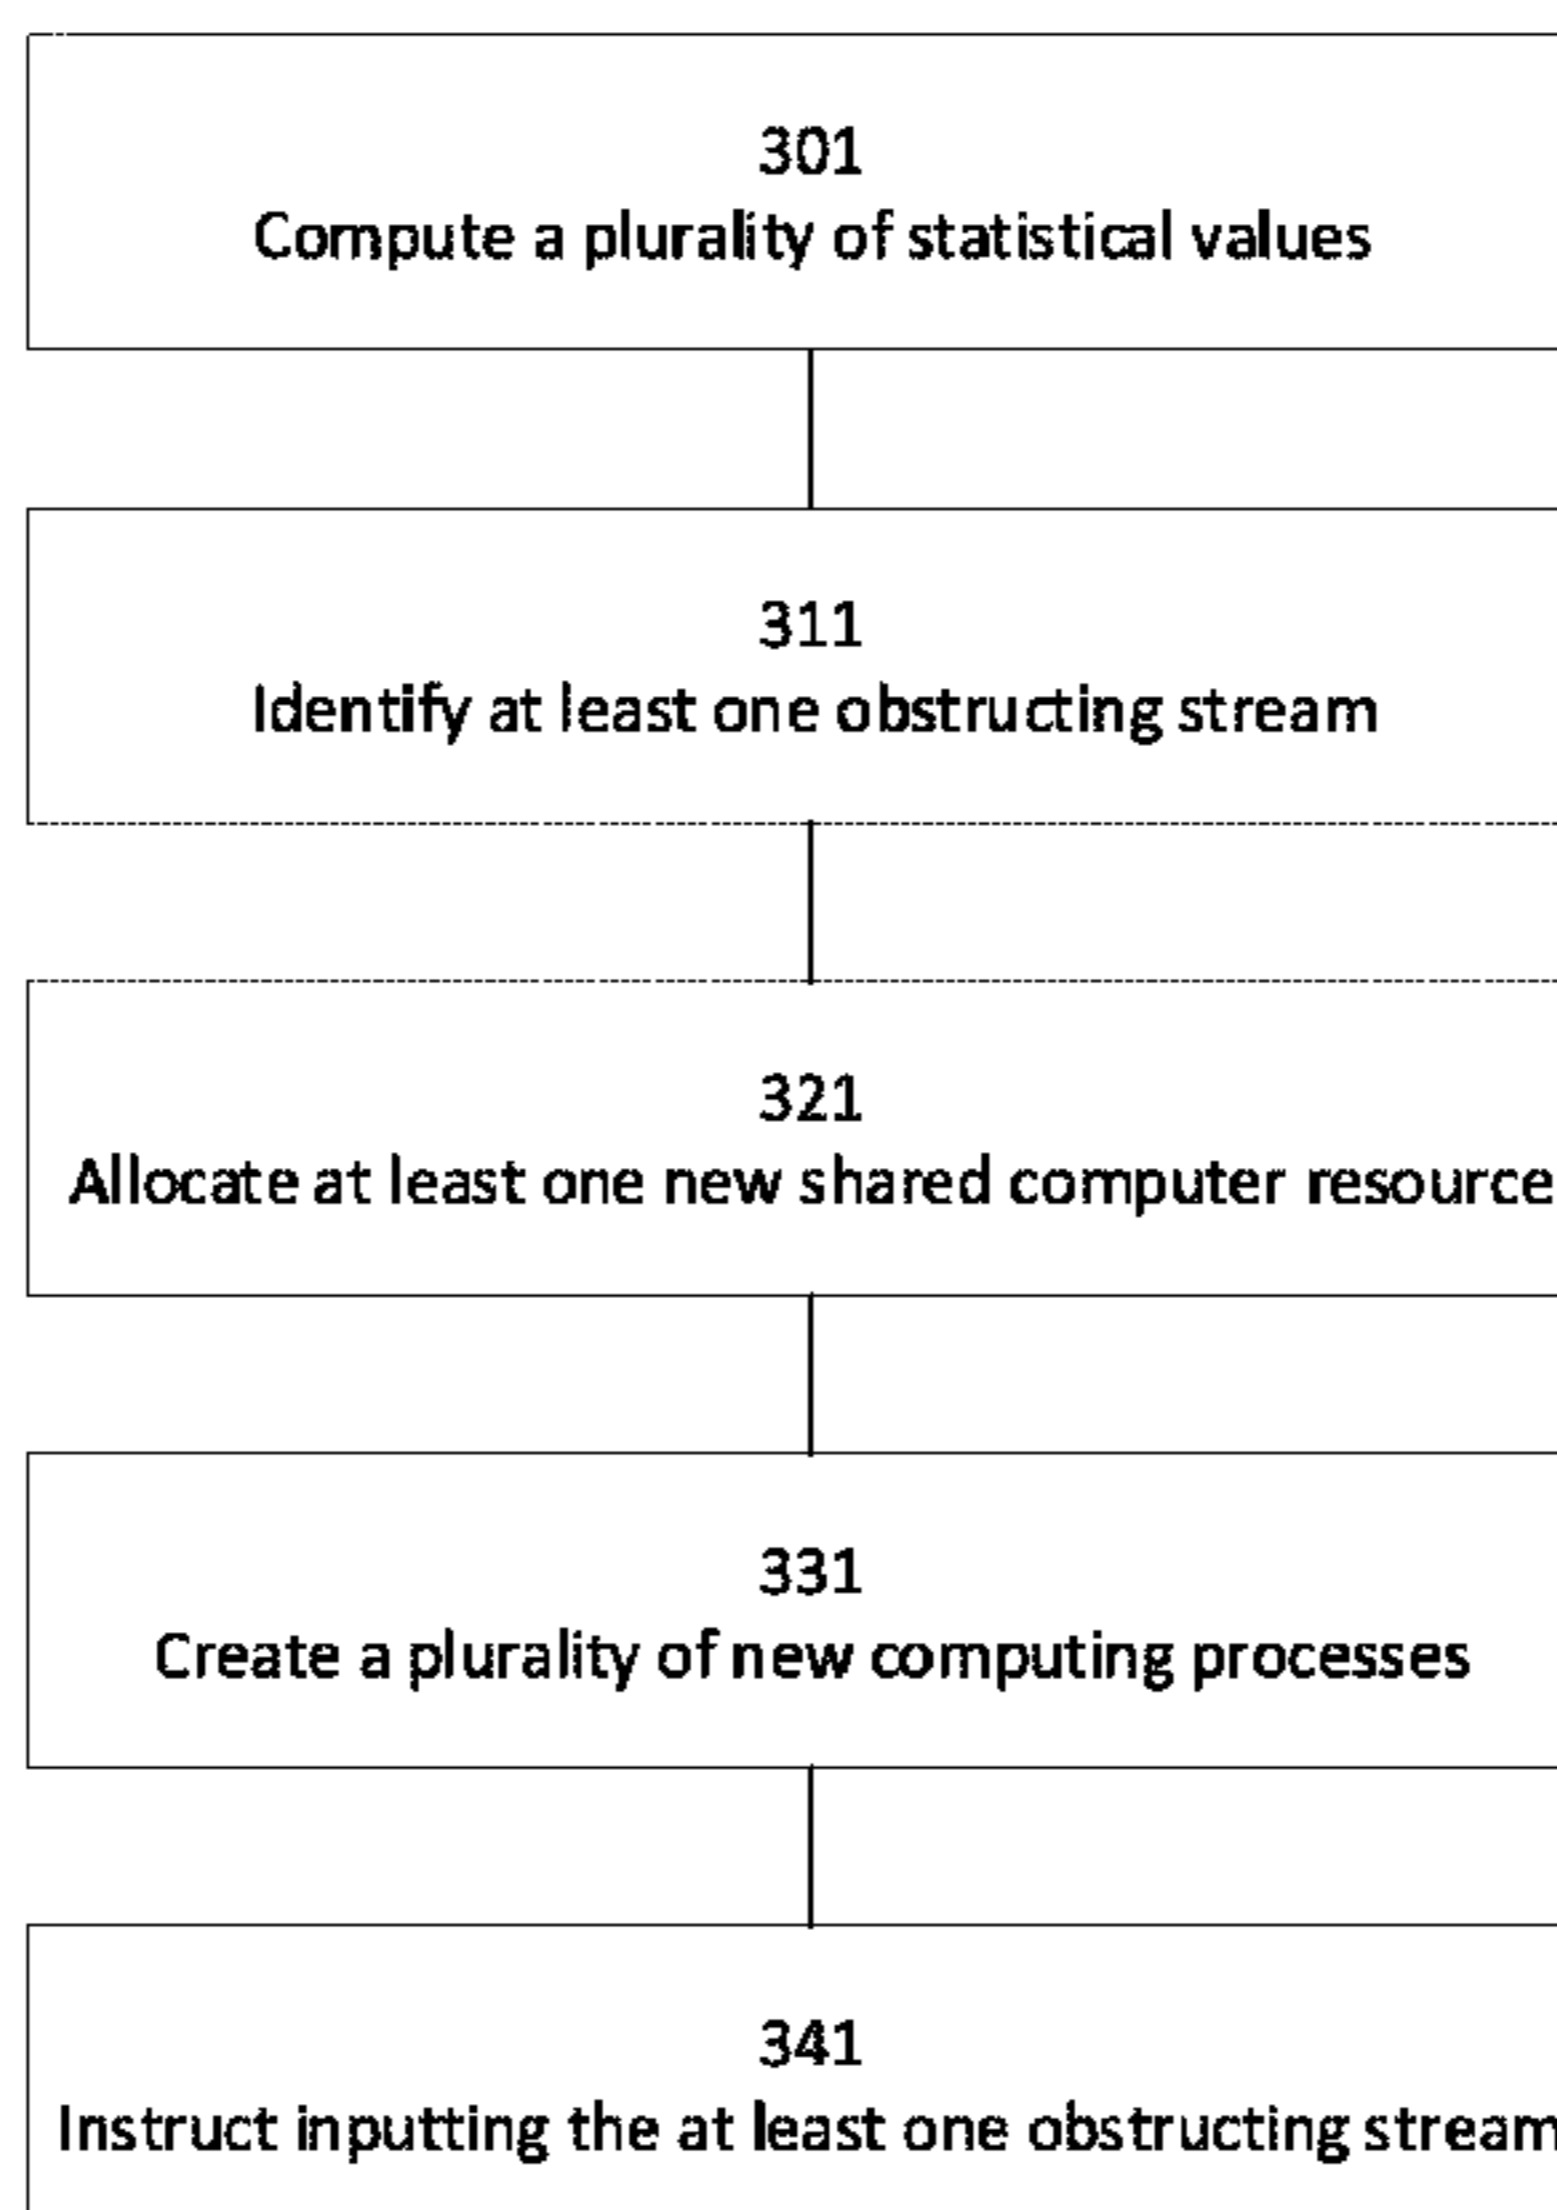 301
Compute a plurality of statistical values
311
Identify at least one obstructing stream
321
Allocate at least one new shared computer resource
331
Create a plurality of new computing processes
341
Instruct inputting the at least one obstructing stream